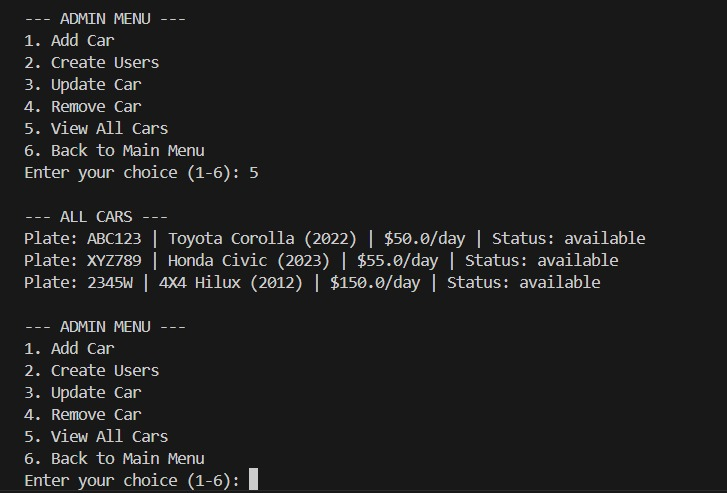 --- ADMIN MENU ---
1. Add Car
2. Create Users
3. Update Car
4. Remove Car
5. View All Cars
6. Back to Main Menu
Enter your choice (1-6): 5

--- ALL CARS ---
Plate: ABC123 | Toyota Corolla (2022) | $50.0/day | Status: available
Plate: XYZ789 | Honda Civic (2023) | $55.0/day | Status: available
Plate: 2345W | 4X4 Hilux (2012) | $150.0/day | Status: available

--- ADMIN MENU ---
1. Add Car
2. Create Users
3. Update Car
4. Remove Car
5. View All Cars
6. Back to Main Menu
Enter your choice (1-6):